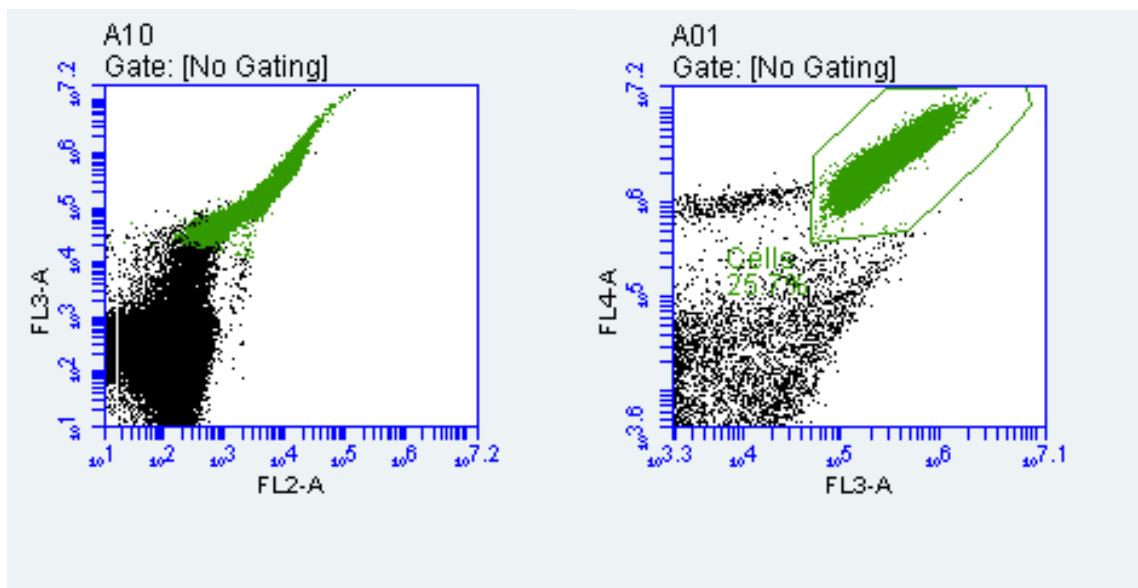 A10
Gate: [No Gating]
FL3-A
10^7.2
10^6
10^5
10^4
10^3
10^2
10^1
10^1 10^2 10^3 10^4 10^5 10^6 10^7.2
FL2-A
A01
Gate: [No Gating]
FL4-A
10^7.2
10^6
10^5
10^3.6
Cells
25.7%
10^3.3 10^4 10^5 10^6 10^7.1
FL3-A